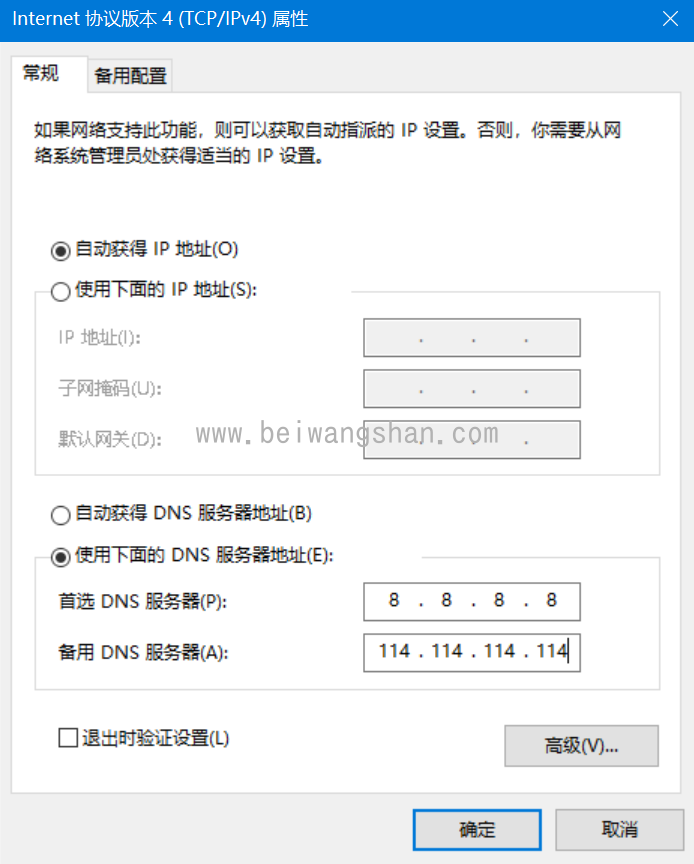 Internet 协议版本 4 (TCP/IPv4) 属性
常规
备用配置
如果网络支持此功能，则可以获取自动指派的 IP 设置。否则，你需要从网
络系统管理员处获得适当的 IP 设置。
自动获得 IP 地址(O)
使用下面的 IP 地址(S):
IP 地址(I):
子网掩码(U):
默认网关(D):
www.beiwangshan.com
自动获得 DNS 服务器地址(B)
使用下面的 DNS 服务器地址(E):
首选 DNS 服务器(P):
8 . 8 . 8 . 8
备用 DNS 服务器(A):
114 . 114 . 114 . 114
退出时验证设置(L)
高级(V)...
确定
取消